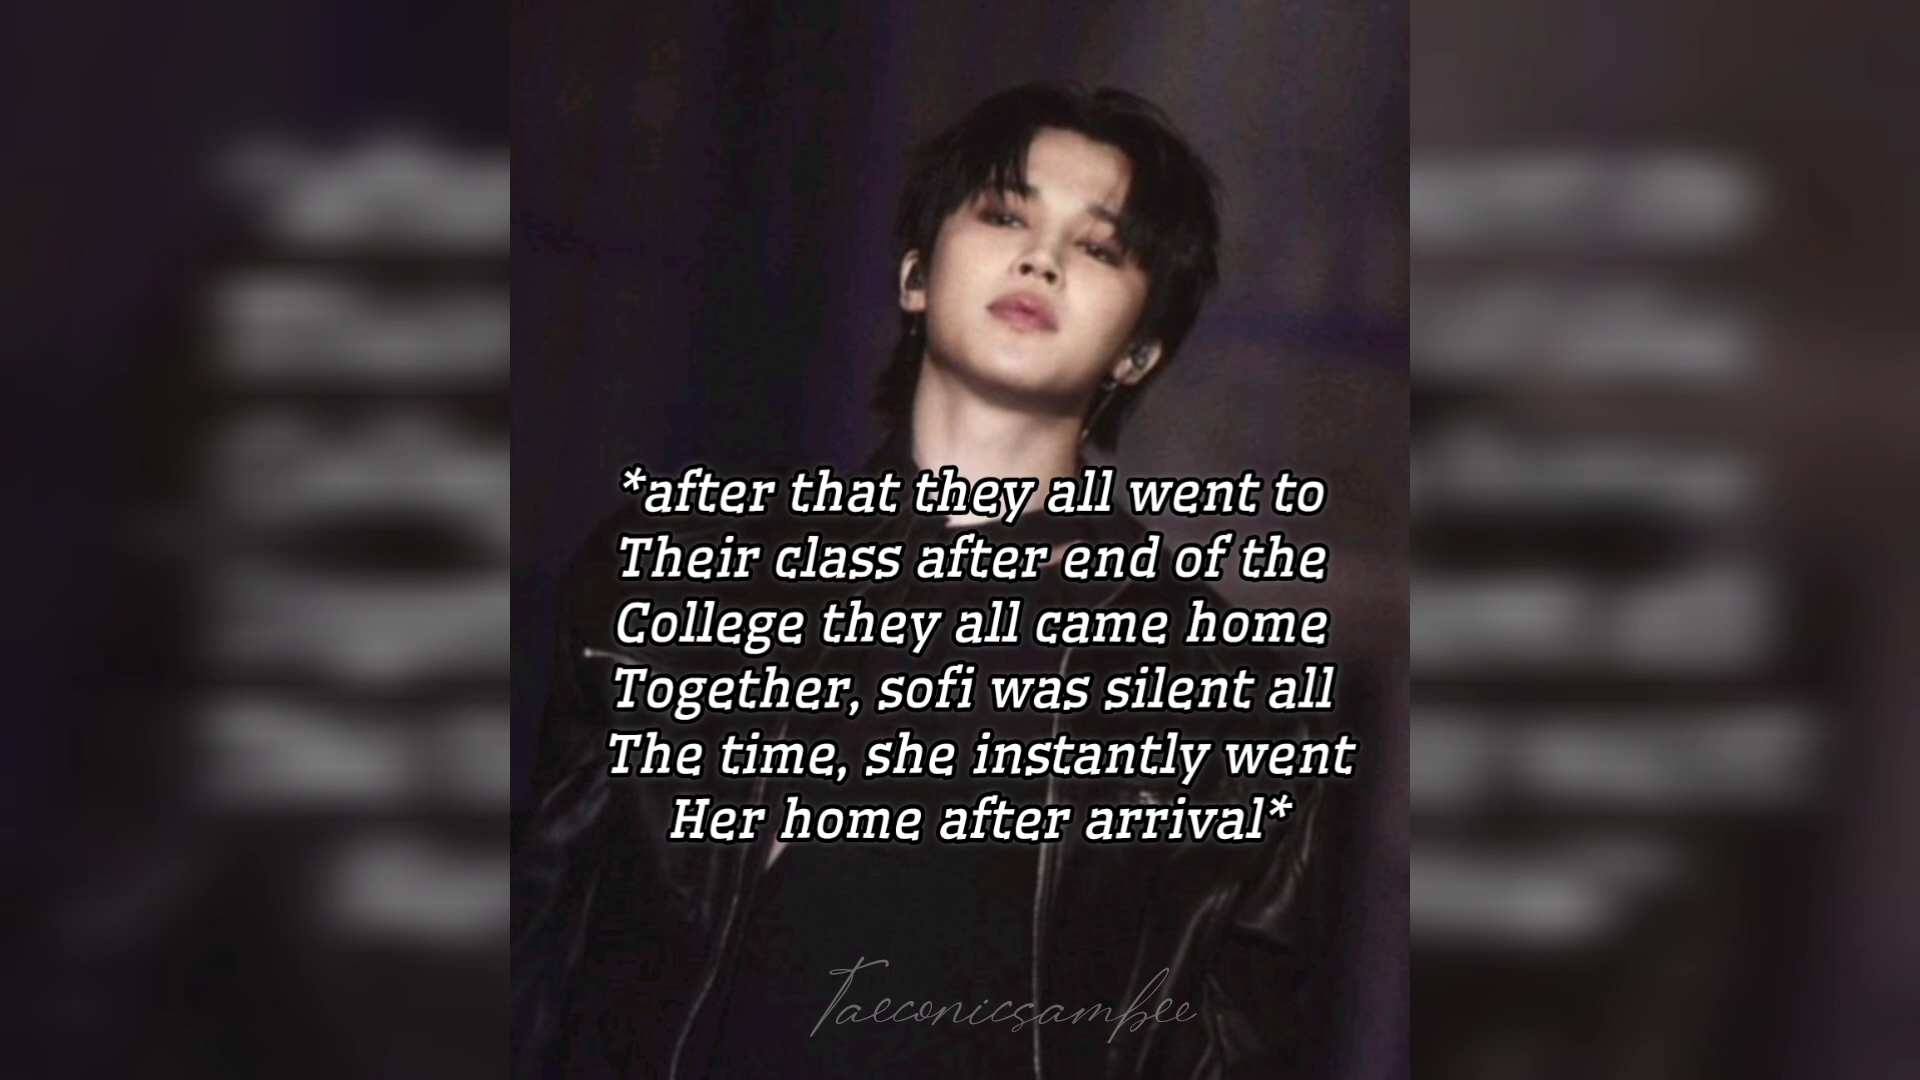 *after that they all went to
Their class after end of the
College they all came home
Together, sofi was silent all
The time, she instantly went
Her home after arrival*
Taeconicsambee